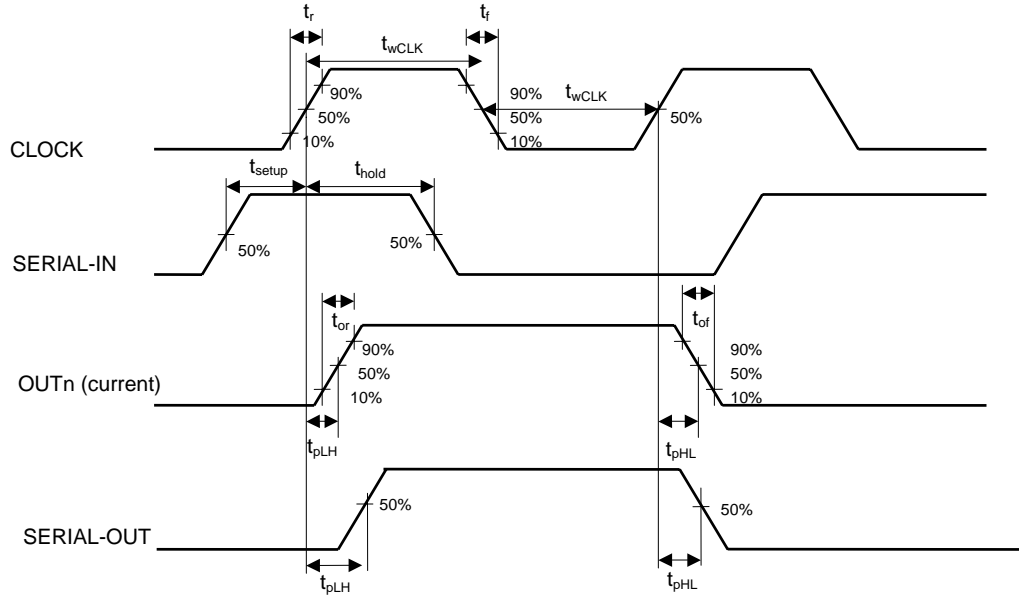 tr
tf
twCLK
90%
50%
10%
90%
50%
10%
twCLK
50%
CLOCK
tsetup
thold
50%
50%
SERIAL-IN
tor
tof
90%
50%
10%
90%
50%
10%
OUTn (current)
tpLH
tpHL
50%
50%
SERIAL-OUT
tpLH
tpHL